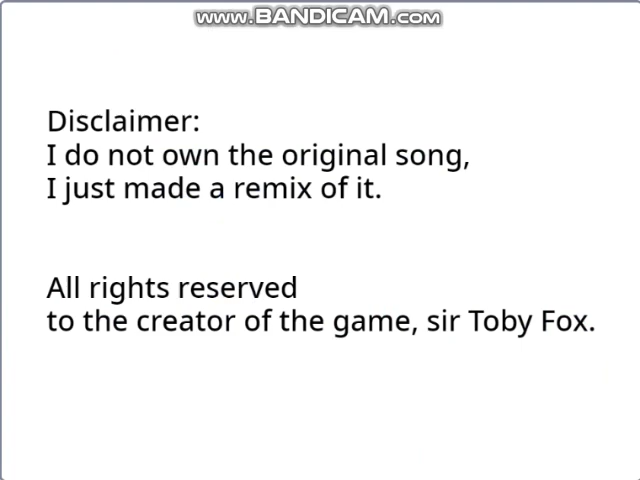 www.BANDICAM.com
Disclaimer:
I do not own the original song,
I just made a remix of it.
All rights reserved
to the creator of the game, sir Toby Fox.